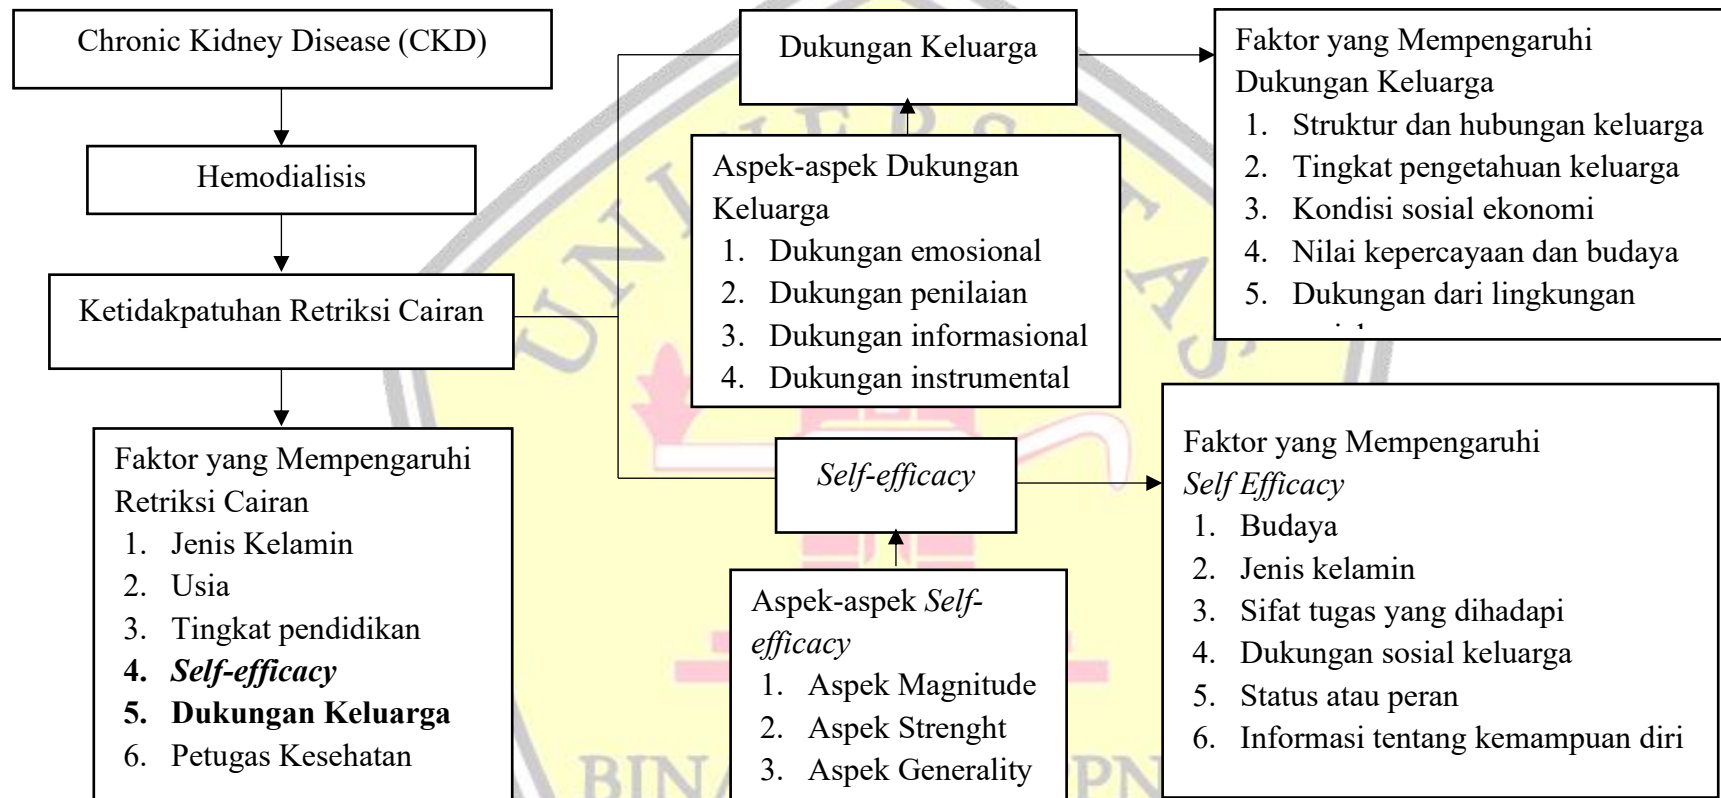 Chronic Kidney Disease (CKD)
Hemodialisis
Ketidakpatuhan Retriksi Cairan
Faktor yang Mempengaruhi
Retriksi Cairan
1. Jenis Kelamin
2. Usia
3. Tingkat pendidikan
4. Self-efficacy
5. Dukungan Keluarga
6. Petugas Kesehatan
Dukungan Keluarga
Aspek-aspek Dukungan
Keluarga
1. Dukungan emosional
2. Dukungan penilaian
3. Dukungan informasional
4. Dukungan instrumental
Self-efficacy
Aspek-aspek Self-
efficacy
1. Aspek Magnitude
2. Aspek Strenght
3. Aspek Generality
Faktor yang Mempengaruhi
Dukungan Keluarga
1. Struktur dan hubungan keluarga
2. Tingkat pengetahuan keluarga
3. Kondisi sosial ekonomi
4. Nilai kepercayaan dan budaya
5. Dukungan dari lingkungan
Faktor yang Mempengaruhi
Self Efficacy
1. Budaya
2. Jenis kelamin
3. Sifat tugas yang dihadapi
4. Dukungan sosial keluarga
5. Status atau peran
6. Informasi tentang kemampuan diri